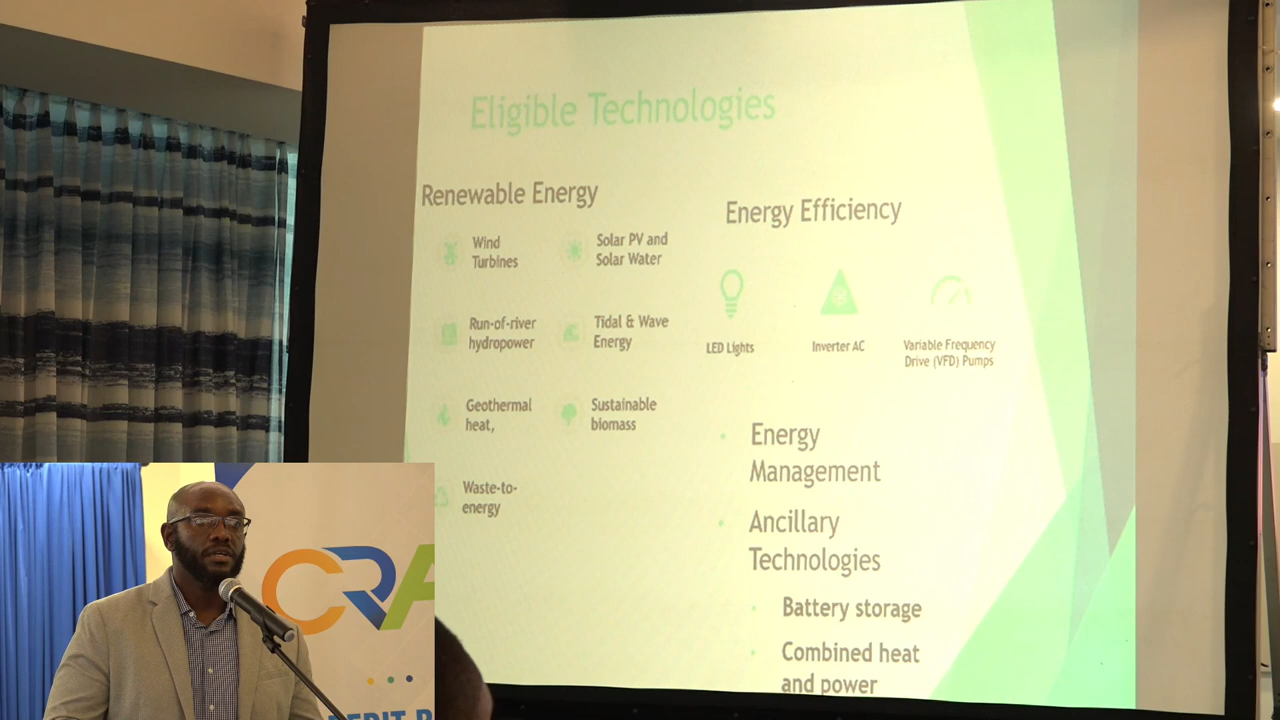 Eligible Technologies
Renewable Energy
Wind
Turbines
Solar PV and
Solar Water
Run-of-river
hydropower
Tidal & Wave
Energy
Geothermal
heat,
Sustainable
biomass
Waste-to-
energy
Energy Efficiency
LED Lights
Inverter AC
Variable Frequency
Drive (VFD) Pumps
Energy
Management
Ancillary
Technologies
Battery storage
Combined heat
and power
CRA